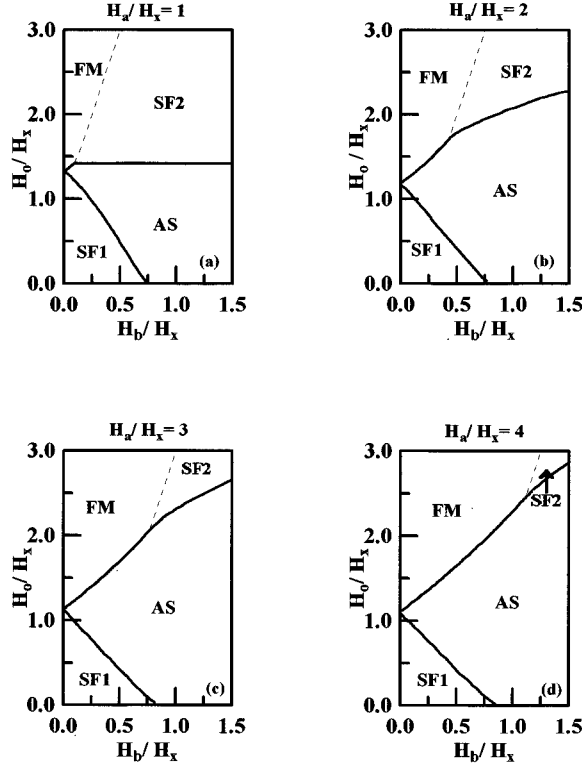 H_a/ H_x= 1
3.0
FM
SF2
2.0
H_o/ H_x
1.0
AS
SF1
(a)
0.0
0.0 0.5 1.0 1.5
H_b/ H_x
H_a/ H_x= 2
3.0
FM
SF2
2.0
H_o/ H_x
1.0
AS
SF1
(b)
0.0
0.0 0.5 1.0 1.5
H_b/ H_x
H_a/ H_x= 3
3.0
SF2
FM
2.0
H_o/ H_x
AS
1.0
SF1
(c)
0.0
0.0 0.5 1.0 1.5
H_b/ H_x
H_a/ H_x= 4
3.0
SF2
FM
2.0
H_o/ H_x
AS
1.0
SF1
(d)
0.0
0.0 0.5 1.0 1.5
H_b/ H_x